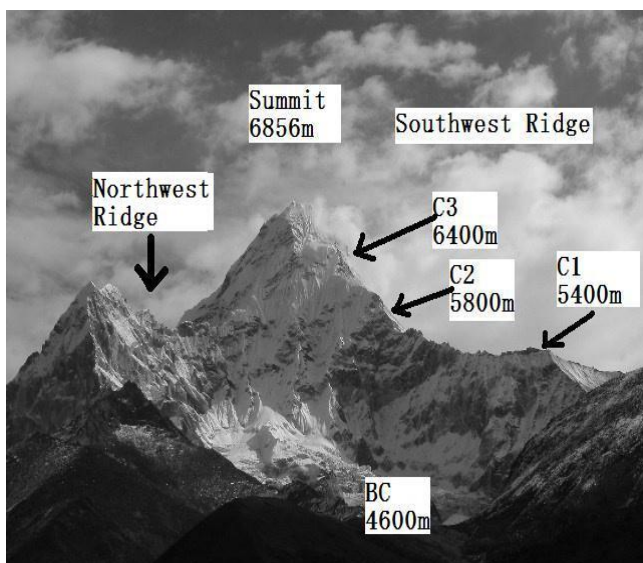 Summit
6856m
Southwest Ridge
Northwest
Ridge
C3
6400m
C2
5800m
C1
5400m
BC
4600m